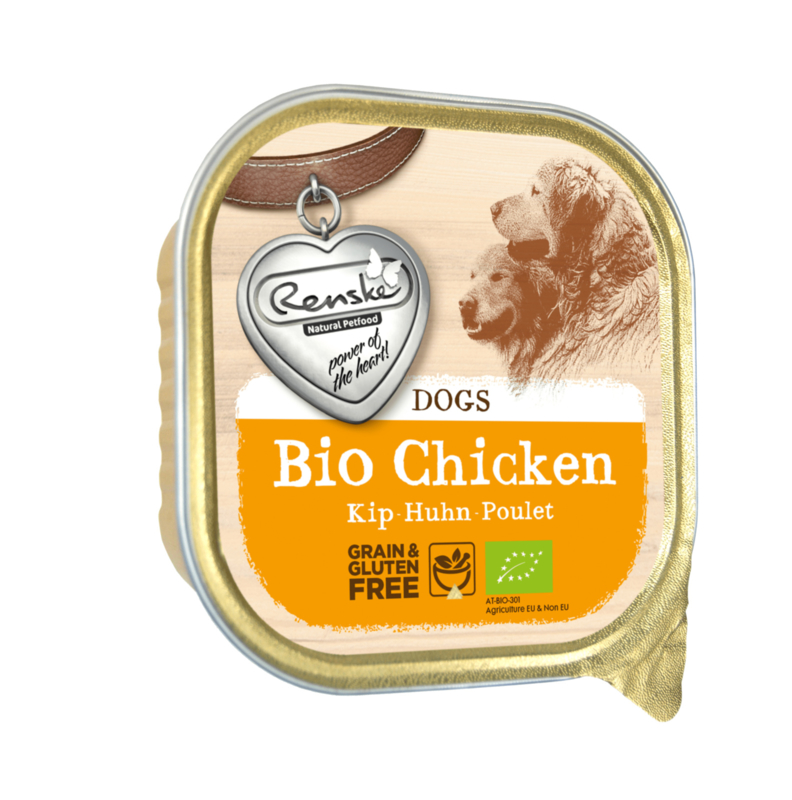 Renske
Natural Petfood
power of
the heart!
DOGS
Bio Chicken
Kip-Huhn-Poulet
GRAIN &
GLUTEN
FREE
AT-BIO-301
Agriculture EU & Non EU